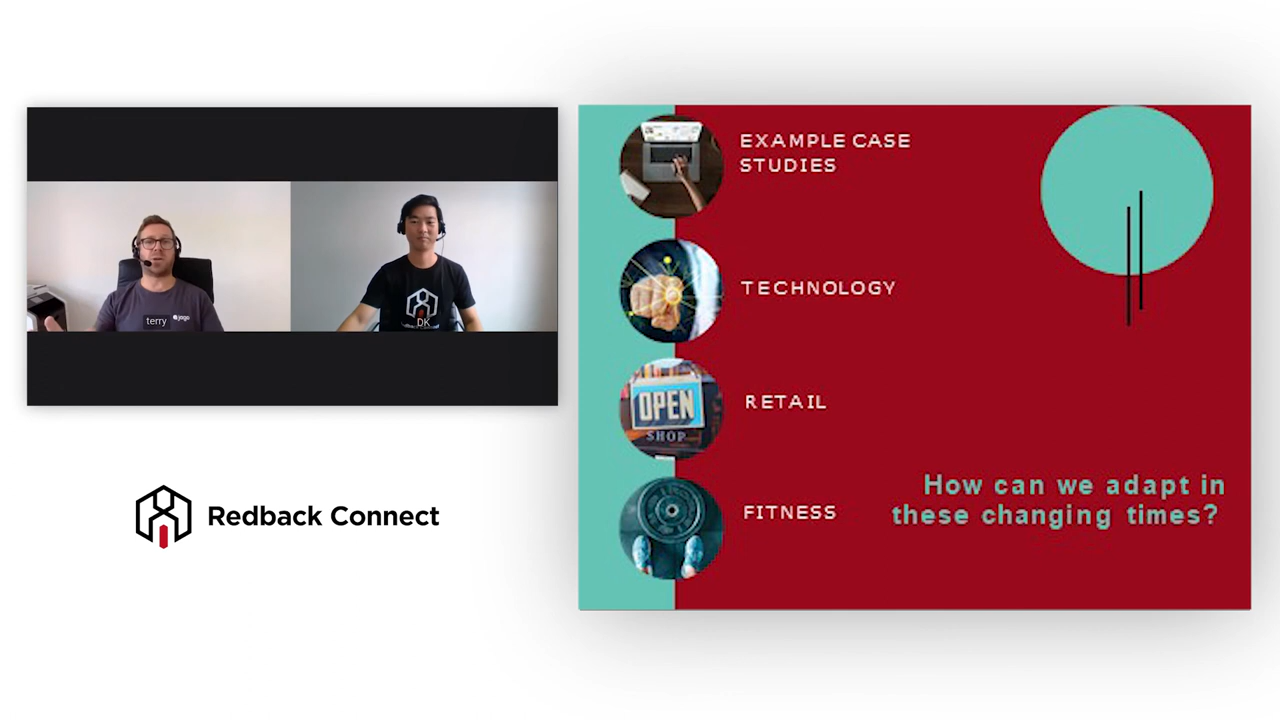 terry
jogo
DK
Redback Connect
EXAMPLE CASE
STUDIES
TECHNOLOGY
OPEN
SHOP
RETAIL
FITNESS
How can we adapt in
these changing times?